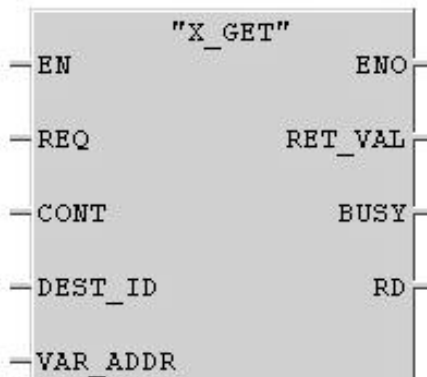 "X_GET"
EN ENO
REQ RET_VAL
CONT BUSY
DEST_ID RD
VAR_ADDR